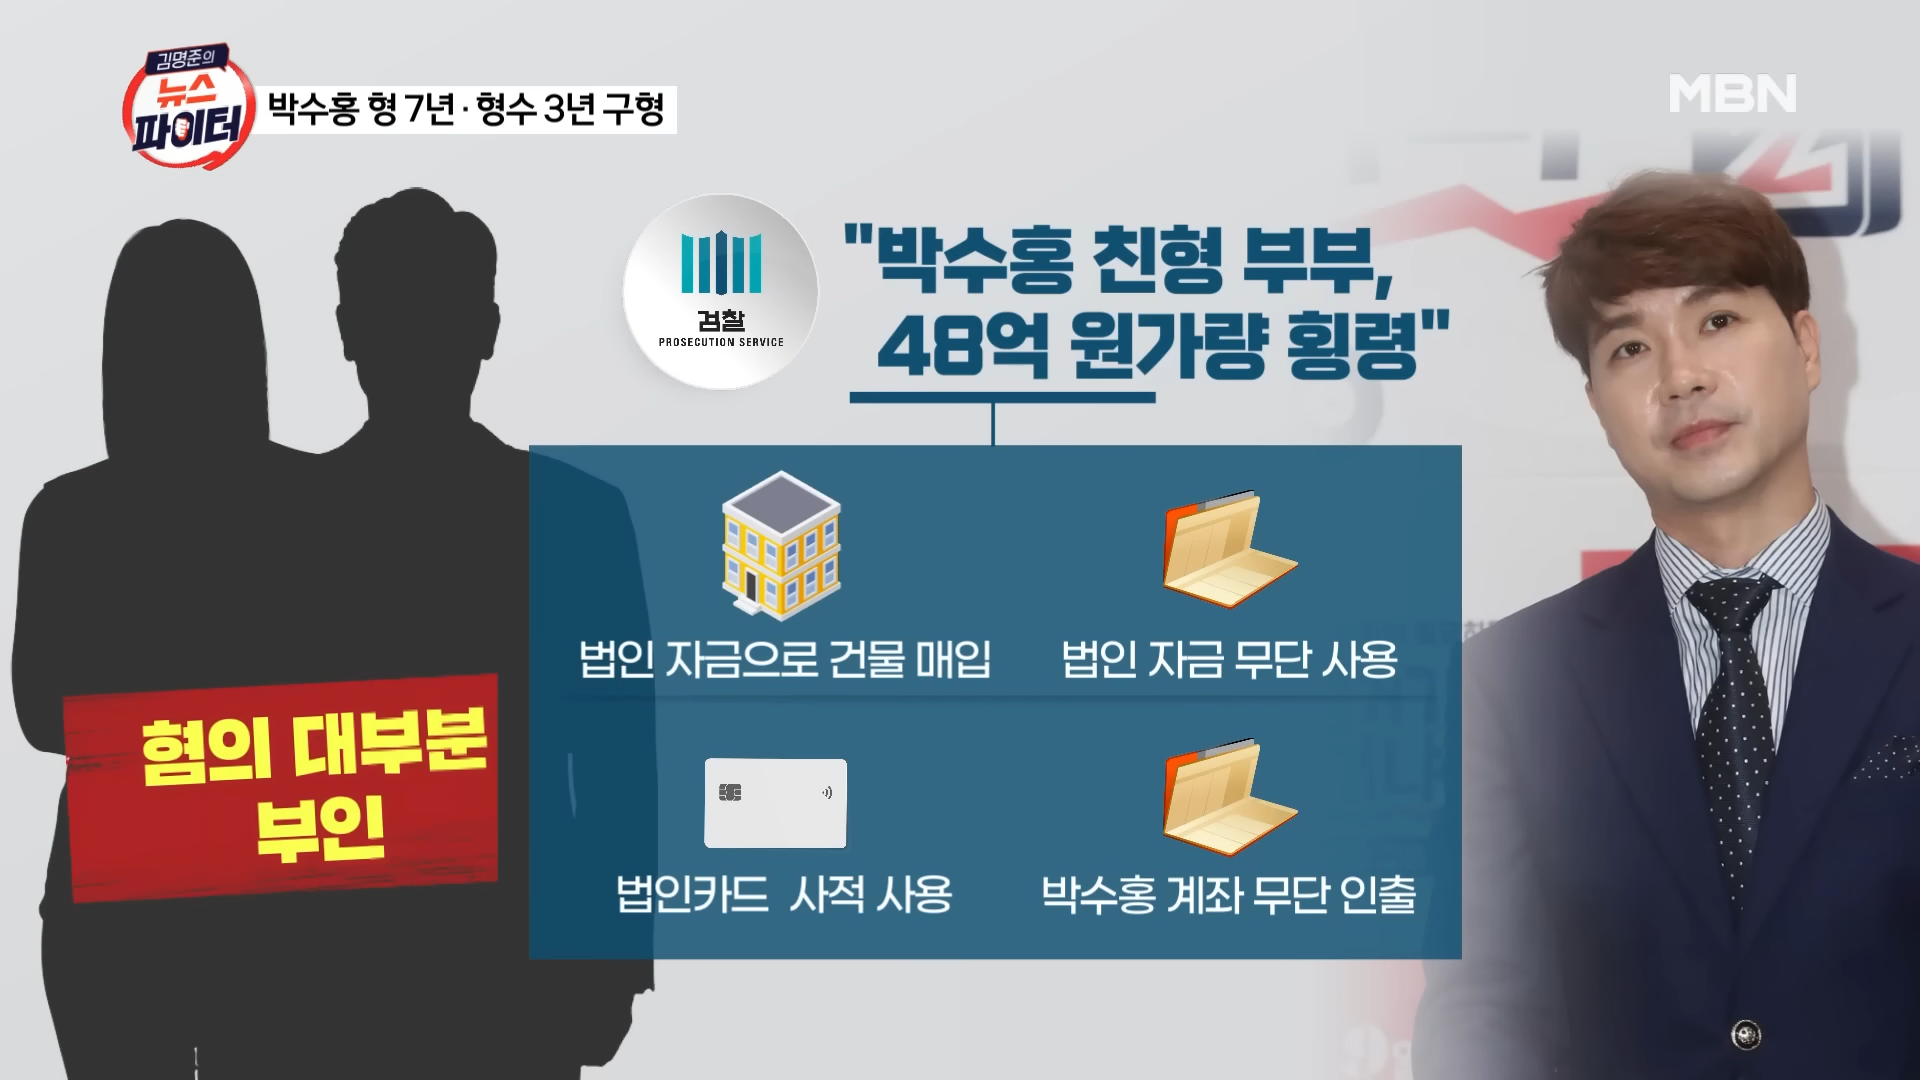 김명준의
뉴스
파이터
박수홍 형 7년·형수 3년 구형
MBN
검찰
PROSECUTION SERVICE
"박수홍 친형 부부,
48억 원가량 횡령"
법인 자금으로 건물 매입
법인 자금 무단 사용
법인카드 사적 사용
박수홍 계좌 무단 인출
혐의 대부분
부인